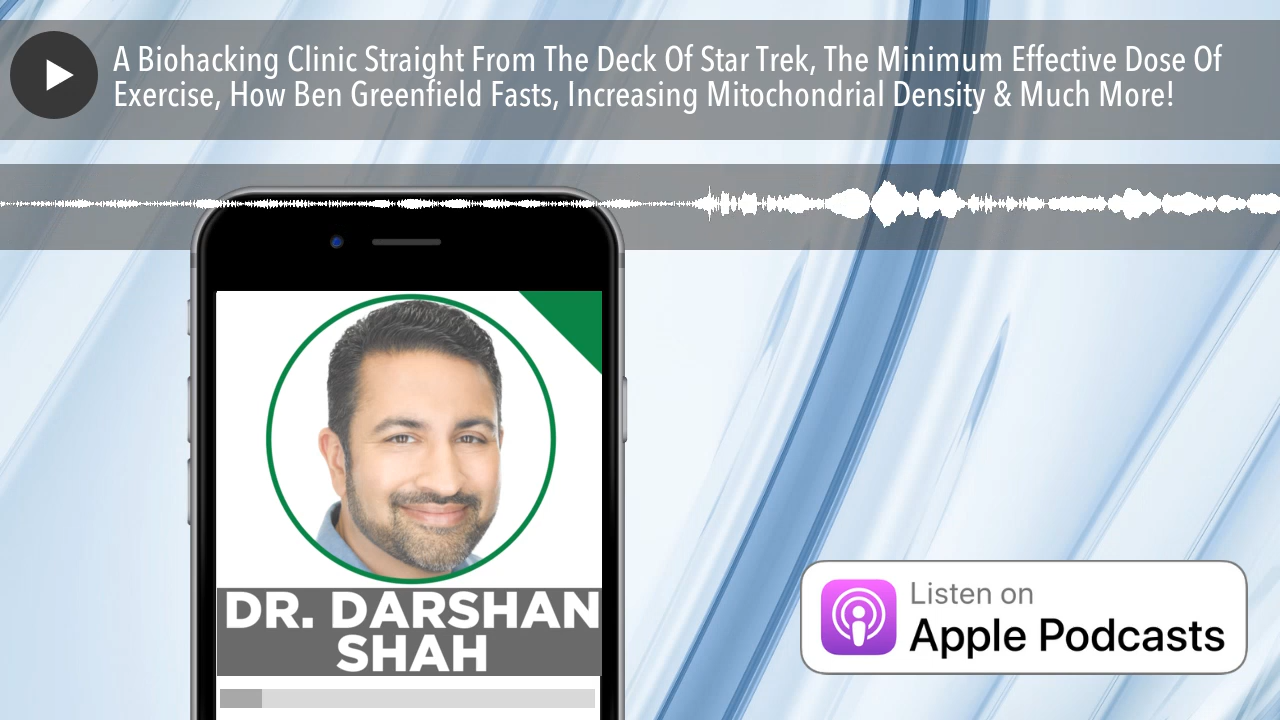 A Biohacking Clinic Straight From The Deck Of Star Trek, The Minimum Effective Dose Of
Exercise, How Ben Greenfield Fasts, Increasing Mitochondrial Density & Much More!
DR. DARSHAN
SHAH
Listen on
Apple Podcasts